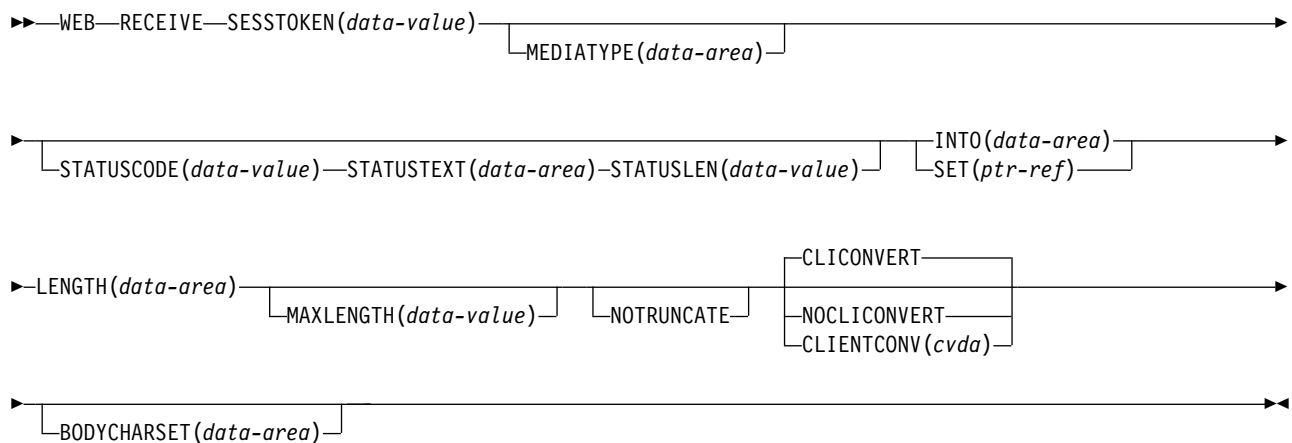 WEB RECEIVE SESSTOKEN(data-value)
MEDIATYPE(data-area)
INTO(data-area)
STATUSCODE(data-value) STATUSTEXT(data-area) STATUSLEN(data-value)
SET(ptr-ref)
CLICONVERT
LENGTH(data-area)
MAXLENGTH(data-value)
NOTRUNCATE
NOCLICONVERT
CLIENTCONV(cvda)
BODYCHARSET(data-area)